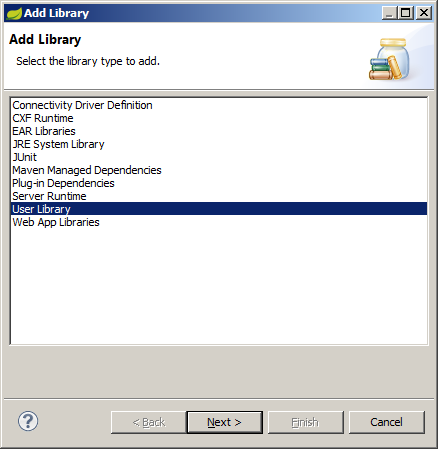 Add Library
Add Library
Select the library type to add.
Connectivity Driver Definition
CXF Runtime
EAR Libraries
JRE System Library
JUnit
Maven Managed Dependencies
Plug-in Dependencies
Server Runtime
User Library
Web App Libraries
?
< Back
Next >
Finish
Cancel